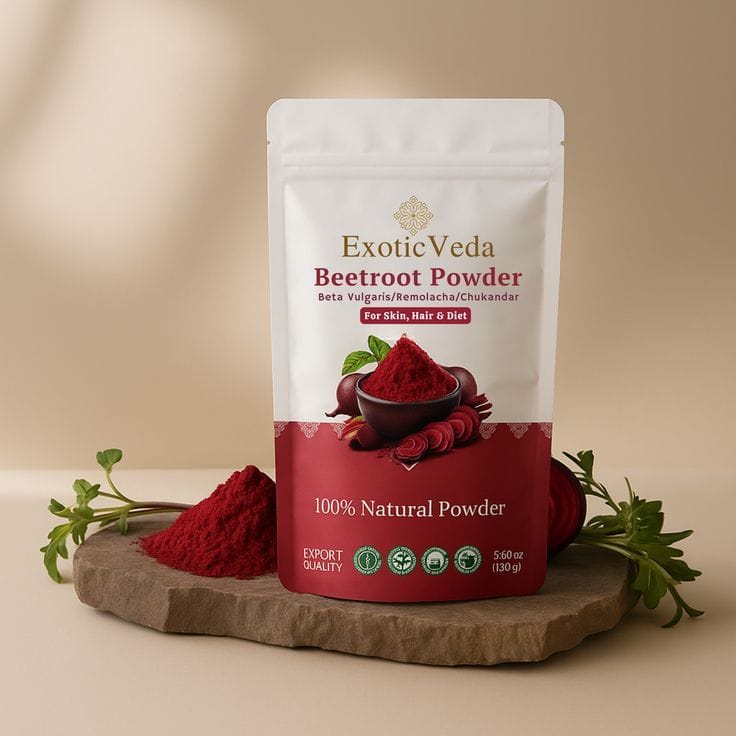 ExoticVeda
Beetroot Powder
Beta Vulgaris/Remolacha/Chukandar
For Skin, Hair & Diet
100% Natural Powder
EXPORT
QUALITY
5:60 oz
(130 g)